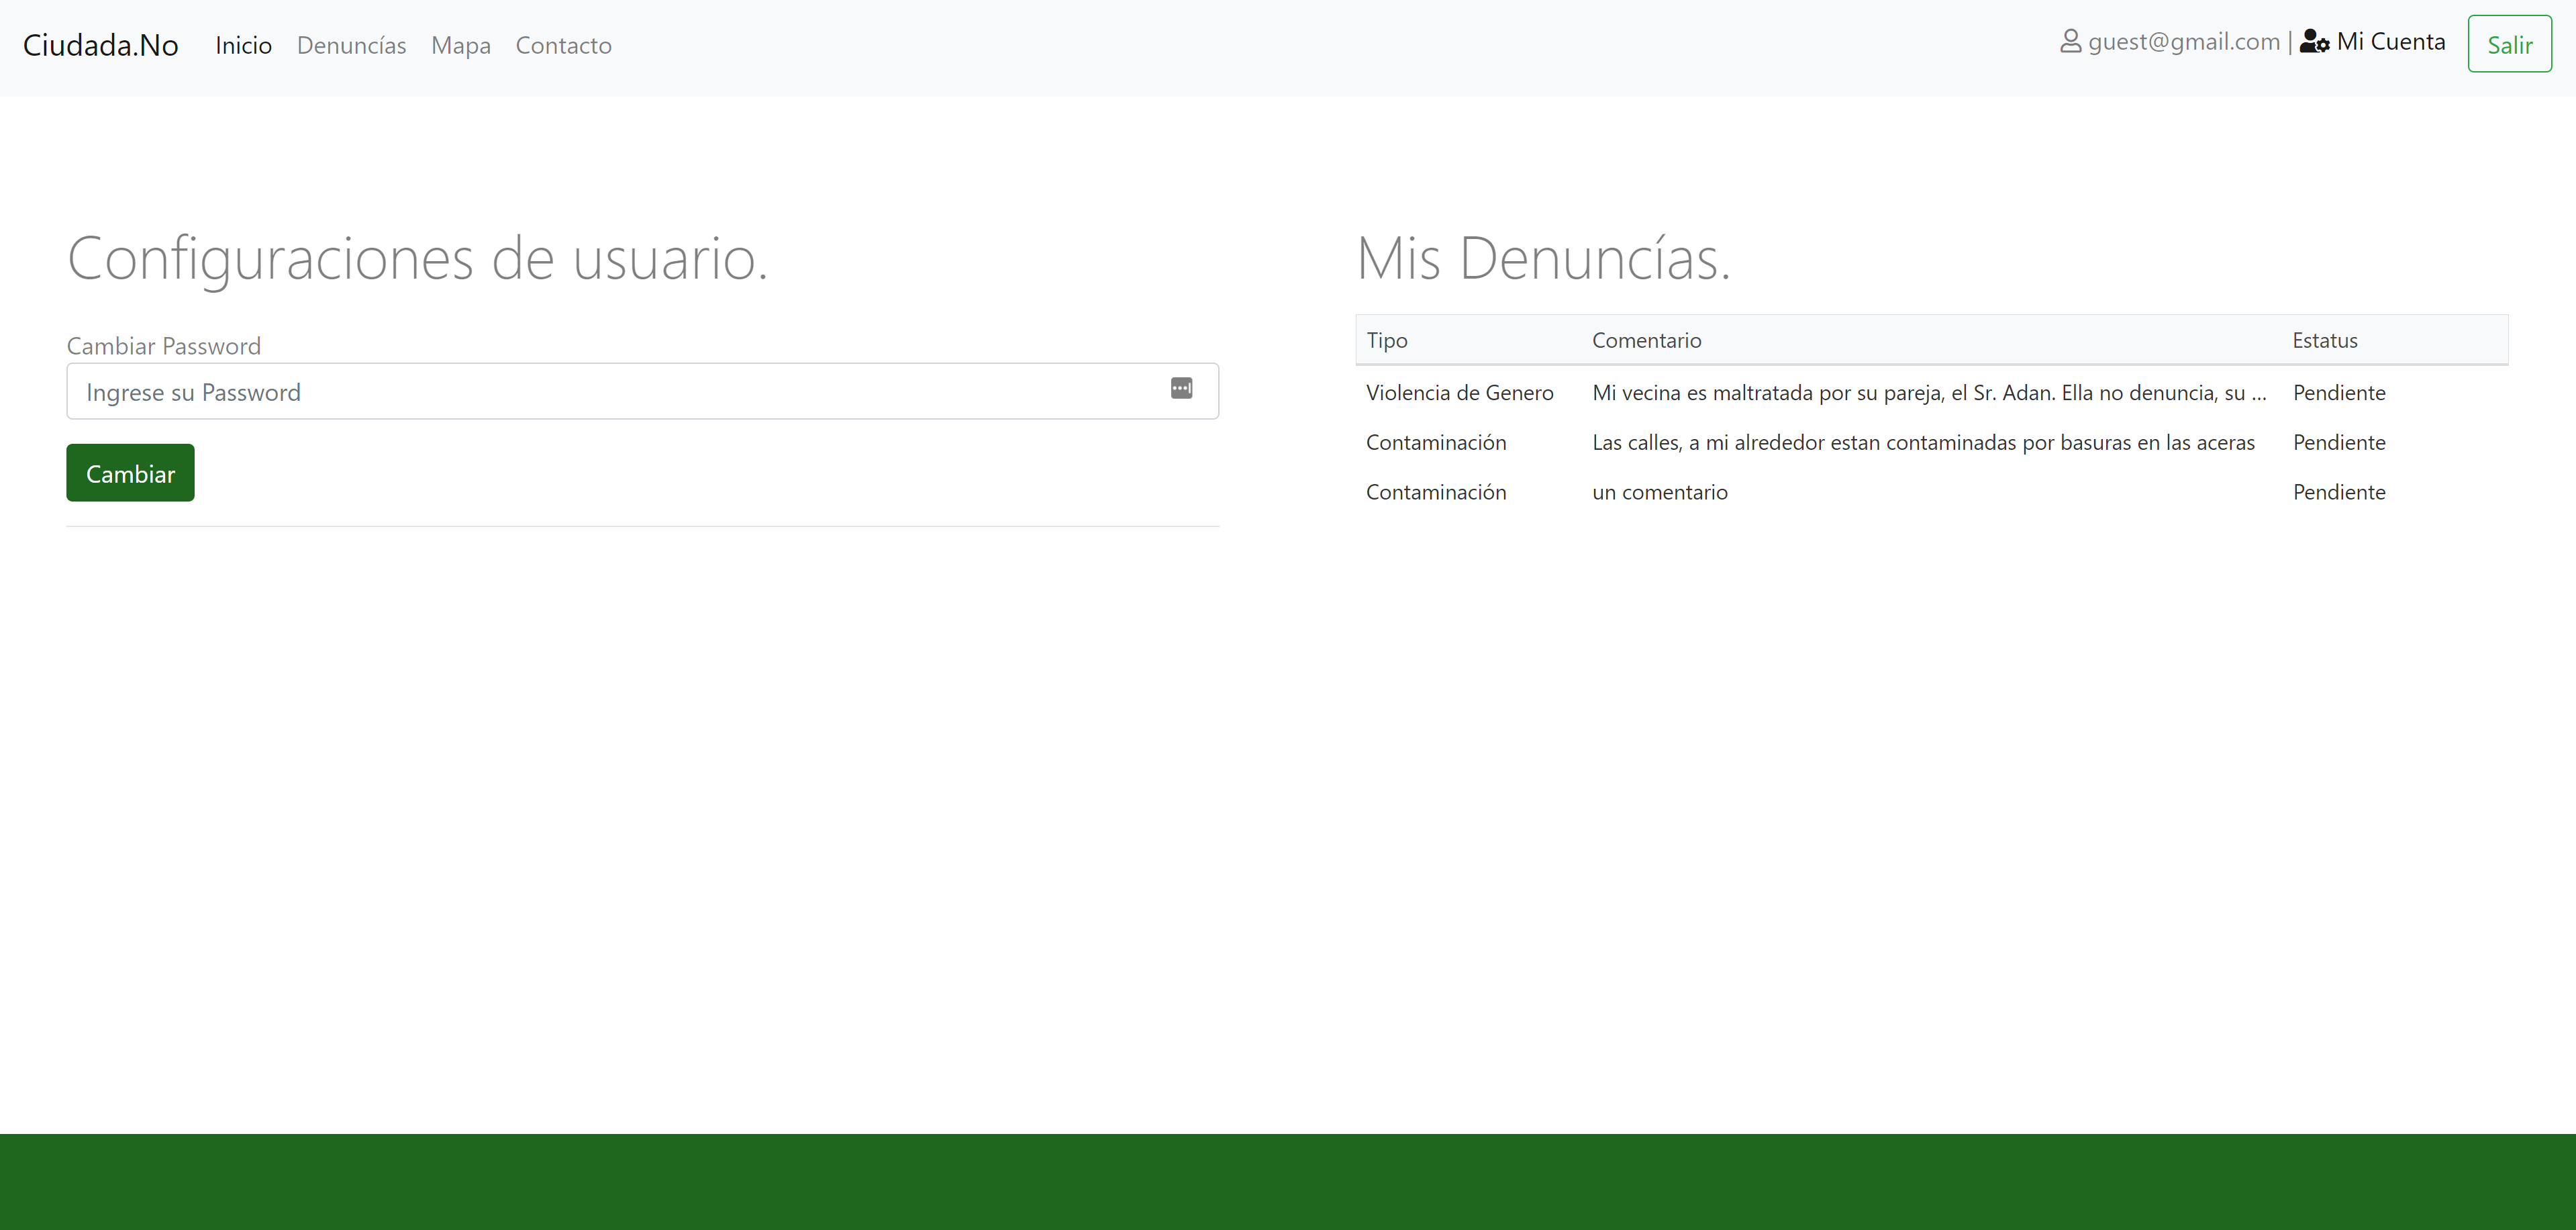 Ciudada.No Inicio Denuncías Mapa Contacto guest@gmail.com | Mi Cuenta Salir
Configuraciones de usuario.
Cambiar Password
Ingrese su Password
Cambiar
Mis Denuncías.
Tipo Comentario Estatus
Violencia de Genero Mi vecina es maltratada por su pareja, el Sr. Adan. Ella no denuncia, su ... Pendiente
Contaminación Las calles, a mi alrededor estan contaminadas por basuras en las aceras Pendiente
Contaminación un comentario Pendiente